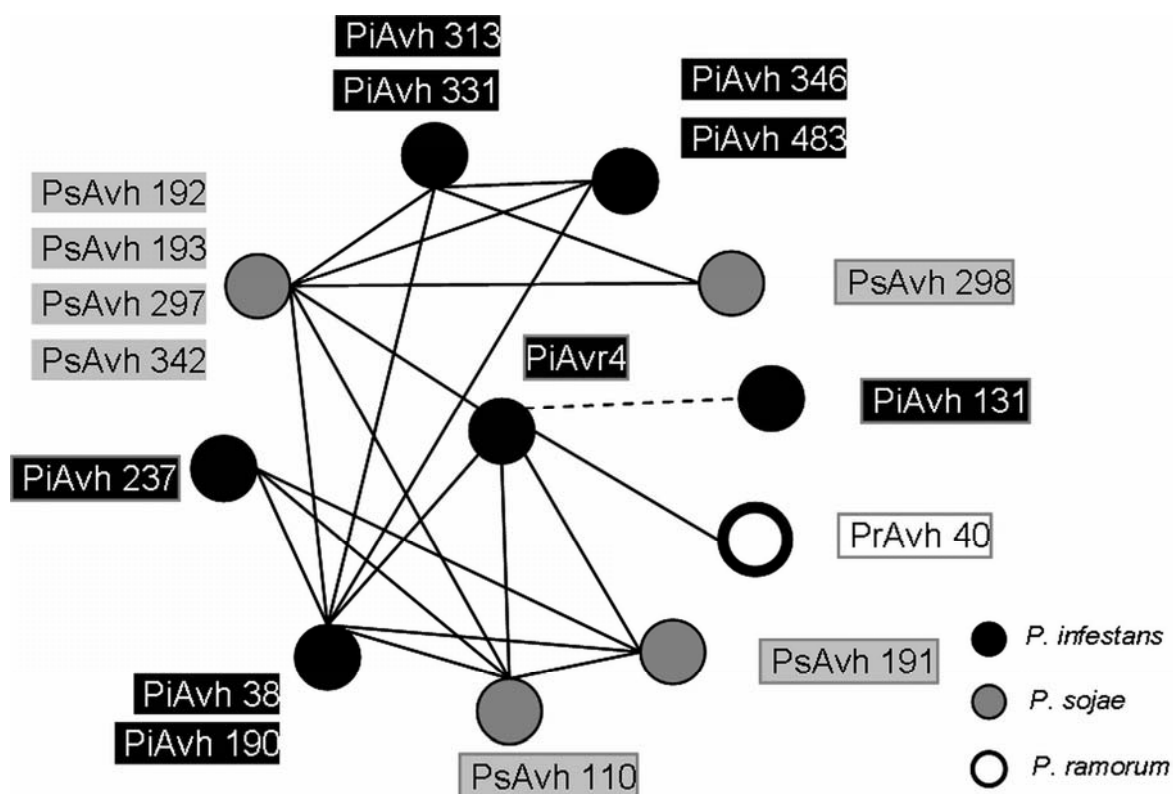 PiAvh 313
PiAvh 331
PiAvh 346
PiAvh 483
PsAvh 192
PsAvh 193
PsAvh 297
PsAvh 342
PsAvh 298
PiAvr4
PiAvh 131
PiAvh 237
PrAvh 40
PsAvh 191
PiAvh 38
PiAvh 190
PsAvh 110
P. infestans
P. sojae
P. ramorum